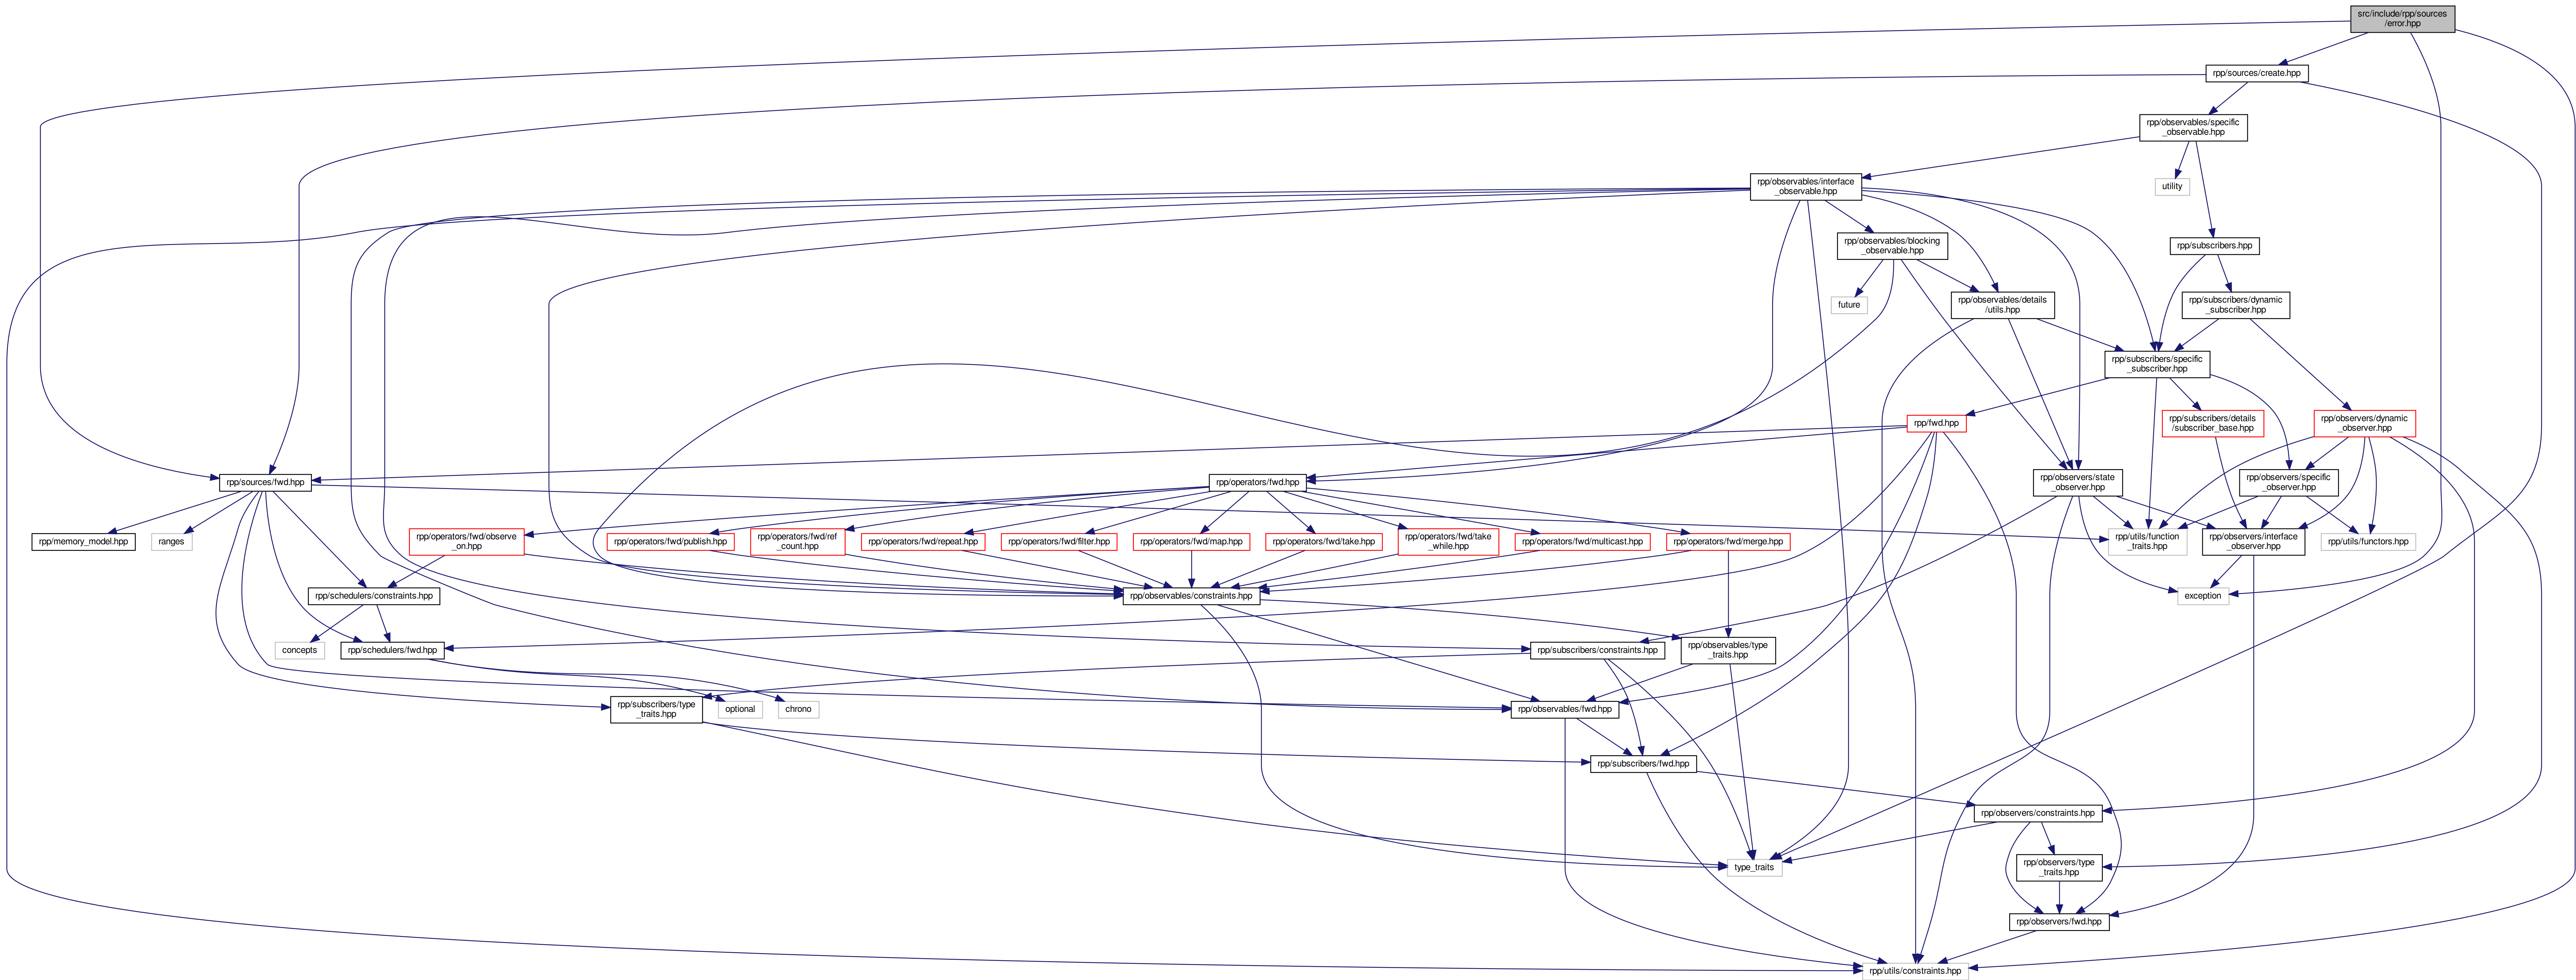 src/include/rpp/sources
/error.hpp
rpp/sources/create.hpp
rpp/observables/specific
_observable.hpp
rpp/observables/interface
_observable.hpp
utility
rpp/observables/blocking
_observable.hpp
rpp/subscribers.hpp
future
rpp/observables/details
/utils.hpp
rpp/subscribers/dynamic
_subscriber.hpp
rpp/subscribers/specific
_subscriber.hpp
rpp/fwd.hpp
rpp/subscribers/details
/subscriber_base.hpp
rpp/observers/dynamic
_observer.hpp
rpp/sources/fwd.hpp
rpp/operators/fwd.hpp
rpp/observers/state
_observer.hpp
rpp/observers/specific
_observer.hpp
rpp/memory_model.hpp
ranges
rpp/operators/fwd/observe
_on.hpp
rpp/operators/fwd/publish.hpp
rpp/operators/fwd/ref
_count.hpp
rpp/operators/fwd/repeat.hpp
rpp/operators/fwd/filter.hpp
rpp/operators/fwd/map.hpp
rpp/operators/fwd/take.hpp
rpp/operators/fwd/take
_while.hpp
rpp/operators/fwd/multicast.hpp
rpp/operators/fwd/merge.hpp
rpp/utils/function
_traits.hpp
rpp/observers/interface
_observer.hpp
rpp/utils/functors.hpp
rpp/schedulers/constraints.hpp
rpp/observables/constraints.hpp
exception
concepts
rpp/schedulers/fwd.hpp
rpp/subscribers/constraints.hpp
rpp/observables/type
_traits.hpp
rpp/subscribers/type
_traits.hpp
optional
chrono
rpp/observables/fwd.hpp
rpp/subscribers/fwd.hpp
rpp/observers/constraints.hpp
type_traits
rpp/observers/type
_traits.hpp
rpp/observers/fwd.hpp
rpp/utils/constraints.hpp